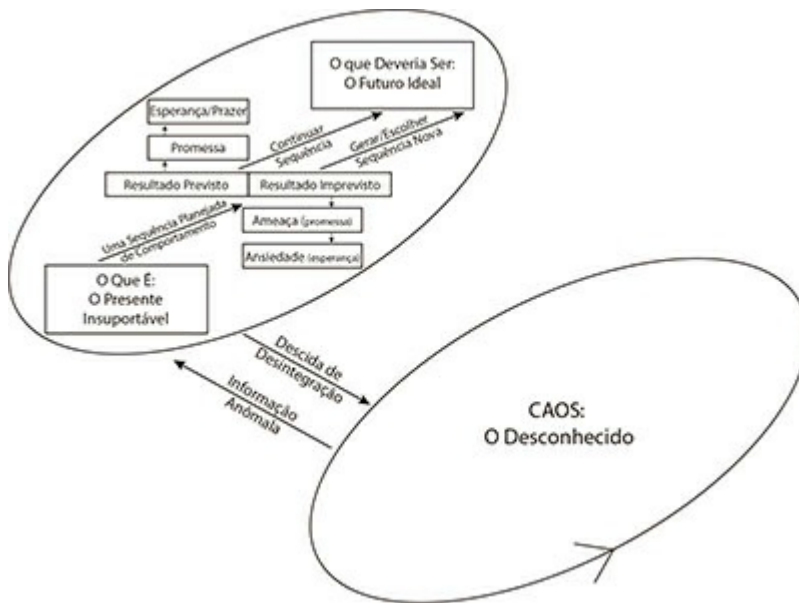 O que Deveria Ser:
O Futuro Ideal
Esperança/Prazer
Promessa
Continuar
Sequência
Gerar/Escolher
Sequência Nova
Resultado Previsto
Resultado Imprevisto
Uma Sequência Planejada
de Comportamento
Ameaça (promessa)
Ansiedade (esperança)
O Que É:
O Presente
Insuportável
Descida de
Desintegração
Informação
Anómala
CAOS:
O Desconhecido